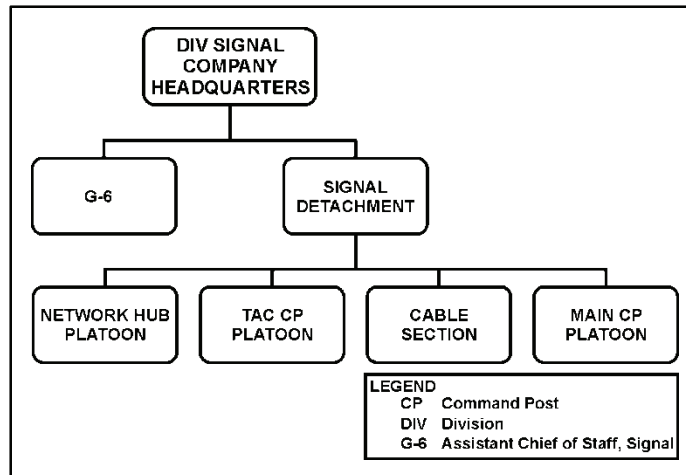 DIV SIGNAL
COMPANY
HEADQUARTERS
G-6
SIGNAL
DETACHMENT
NETWORK HUB
PLATOON
TAC CP
PLATOON
CABLE
SECTION
MAIN CP
PLATOON
LEGEND
CP Command Post
DIV Division
G-6 Assistant Chief of Staff, Signal